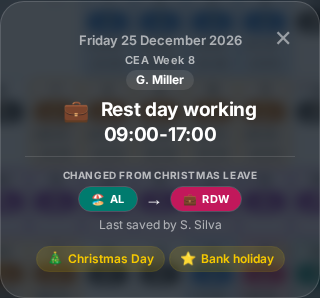 Friday 25 December 2026
CEA Week 8
G. Miller
Rest day working
09:00-17:00
CHANGED FROM CHRISTMAS LEAVE
AL → RDW
Last saved by S. Silva
Christmas Day Bank holiday